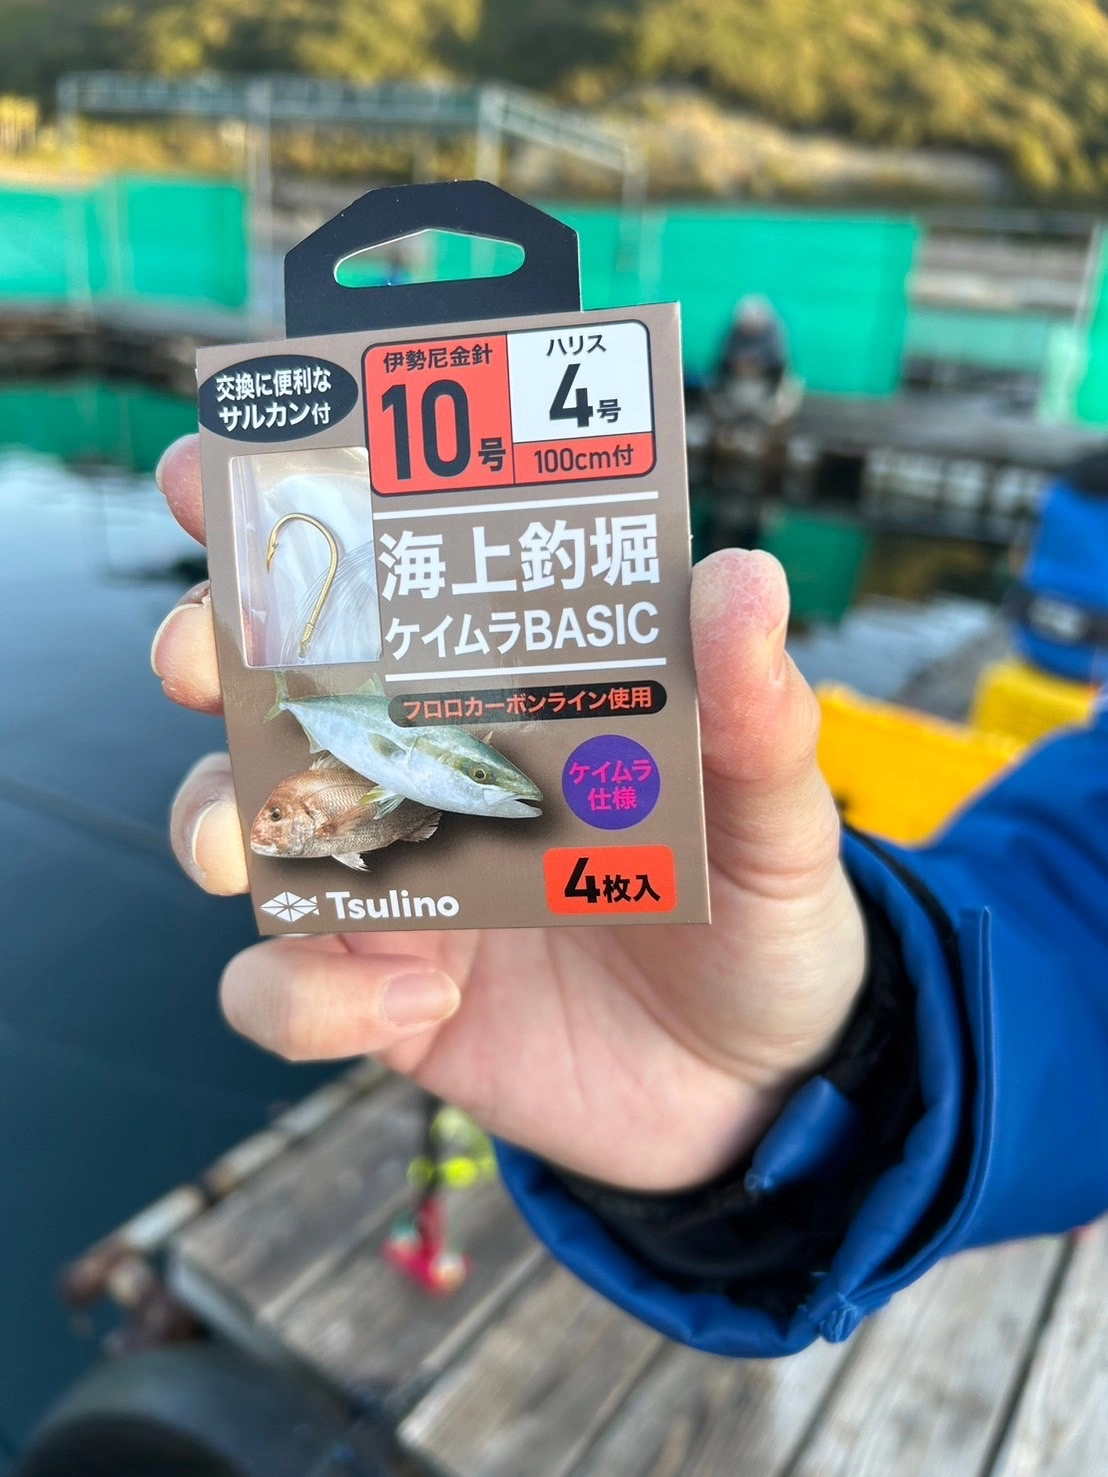 交換に便利な
サルカン付
伊勢尼金針
10号
ハリス
4号
100cm付
海上釣堀
ケイムラBASIC
フロロカーボンライン使用
ケイムラ
仕様
4枚入
Tsulino